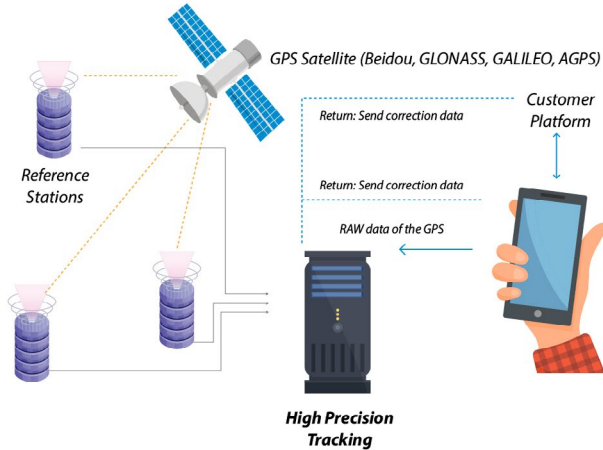 GPS Satellite (Beidou, GLONASS, GALILEO, AGPS)
Return: Send correction data
Customer
Platform
Reference
Stations
Return: Send correction data
RAW data of the GPS
High Precision
Tracking